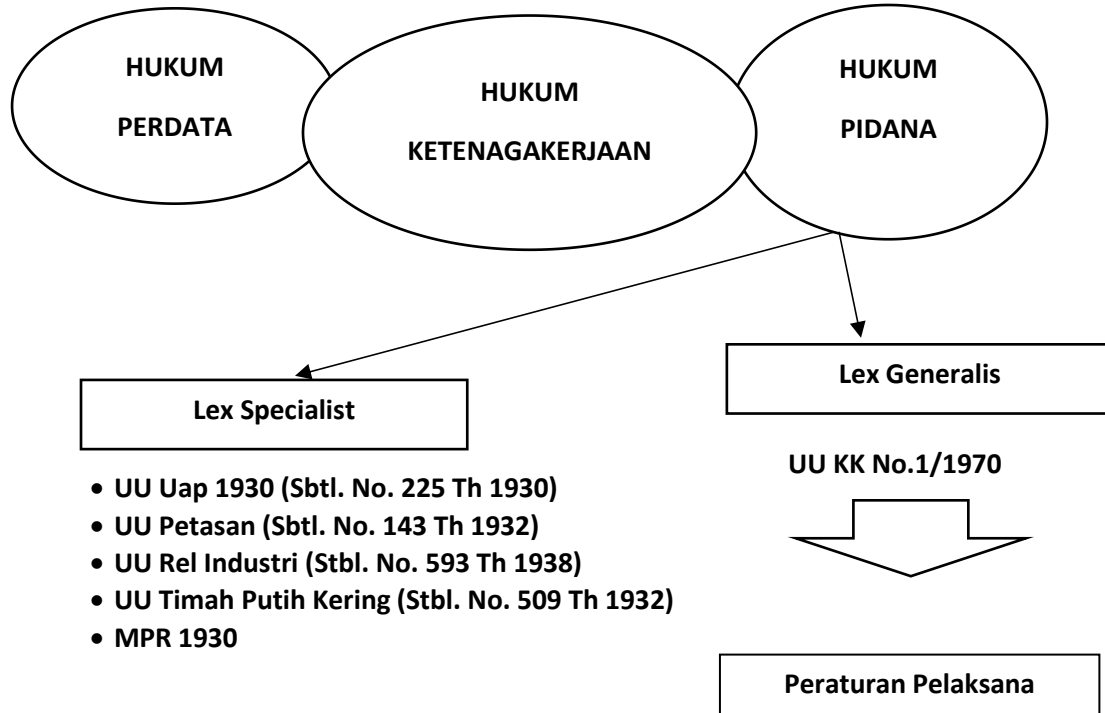 HUKUM
PERDATA
HUKUM
KETENAGAKERJAAN
HUKUM
PIDANA
Lex Specialist
• UU Uap 1930 (Sbtl. No. 225 Th 1930)
• UU Petasan (Sbtl. No. 143 Th 1932)
• UU Rel Industri (Stbl. No. 593 Th 1938)
• UU Timah Putih Kering (Stbl. No. 509 Th 1932)
• MPR 1930
Lex Generalis
UU KK No.1/1970
Peraturan Pelaksana